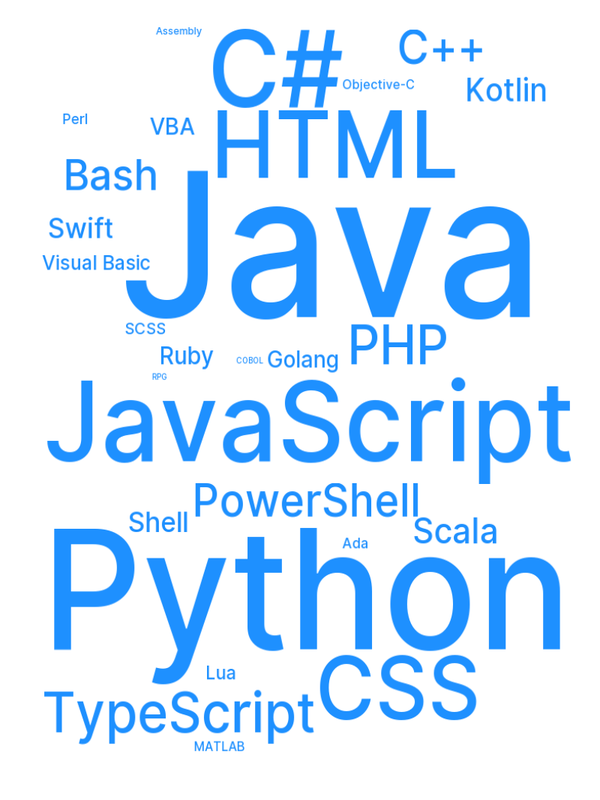 Assembly
C#
C++
Objective-C
Kotlin
Perl
VBA
HTML
Bash
Java
Swift
Visual Basic
SCSS
PHP
Ruby
COBOL
Golang
RPG
JavaScript
PowerShell
Shell
Scala
Python
Ada
Lua
CSS
TypeScript
MATLAB